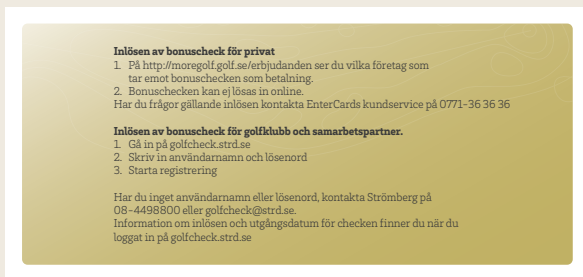 Inlösen av bonuscheck för privat
1. På http://moregolf.golf.se/erbjudanden ser du vilka företag som
tar emot bonuschecken som betalning.
2. Bonuschecken kan ej lösas in online.
Har du frågor gällande inlösen kontakta EnterCards kundservice på 0771-36 36 36
Inlösen av bonuscheck för golfklubb och samarbetspartner.
1. Gå in på golfcheck.strd.se
2. Skriv in användarnamn och lösenord
3. Starta registrering
Har du inget användarnamn eller lösenord, kontakta Strömberg på
08-4498800 eller golfcheck@strd.se.
Information om inlösen och utgångsdatum för checken finner du när du
loggat in på golfcheck.strd.se